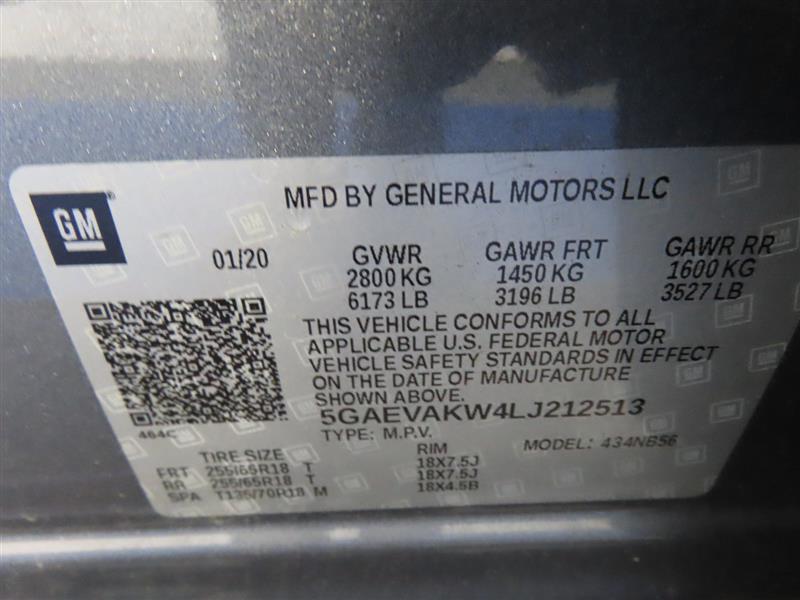 GM
MFD BY GENERAL MOTORS LLC
01/20 GVWR GAWR FRT GAWR RR
2800 KG 1450 KG 1600 KG
6173 LB 3196 LB 3527 LB
THIS VEHICLE CONFORMS TO ALL
APPLICABLE U.S. FEDERAL MOTOR
VEHICLE SAFETY STANDARDS IN EFFECT
ON THE DATE OF MANUFACTURE
SHOWN ABOVE.
5GAEVAKW4LJ212513
TYPE: M.P.V. MODEL: 434NB56
TIRE SIZE RIM
FRT 255/65R18 T 18X7.5J
RR 255/65R18 T 18X7.5J
SPA T135/70R18 M 18X4.5B